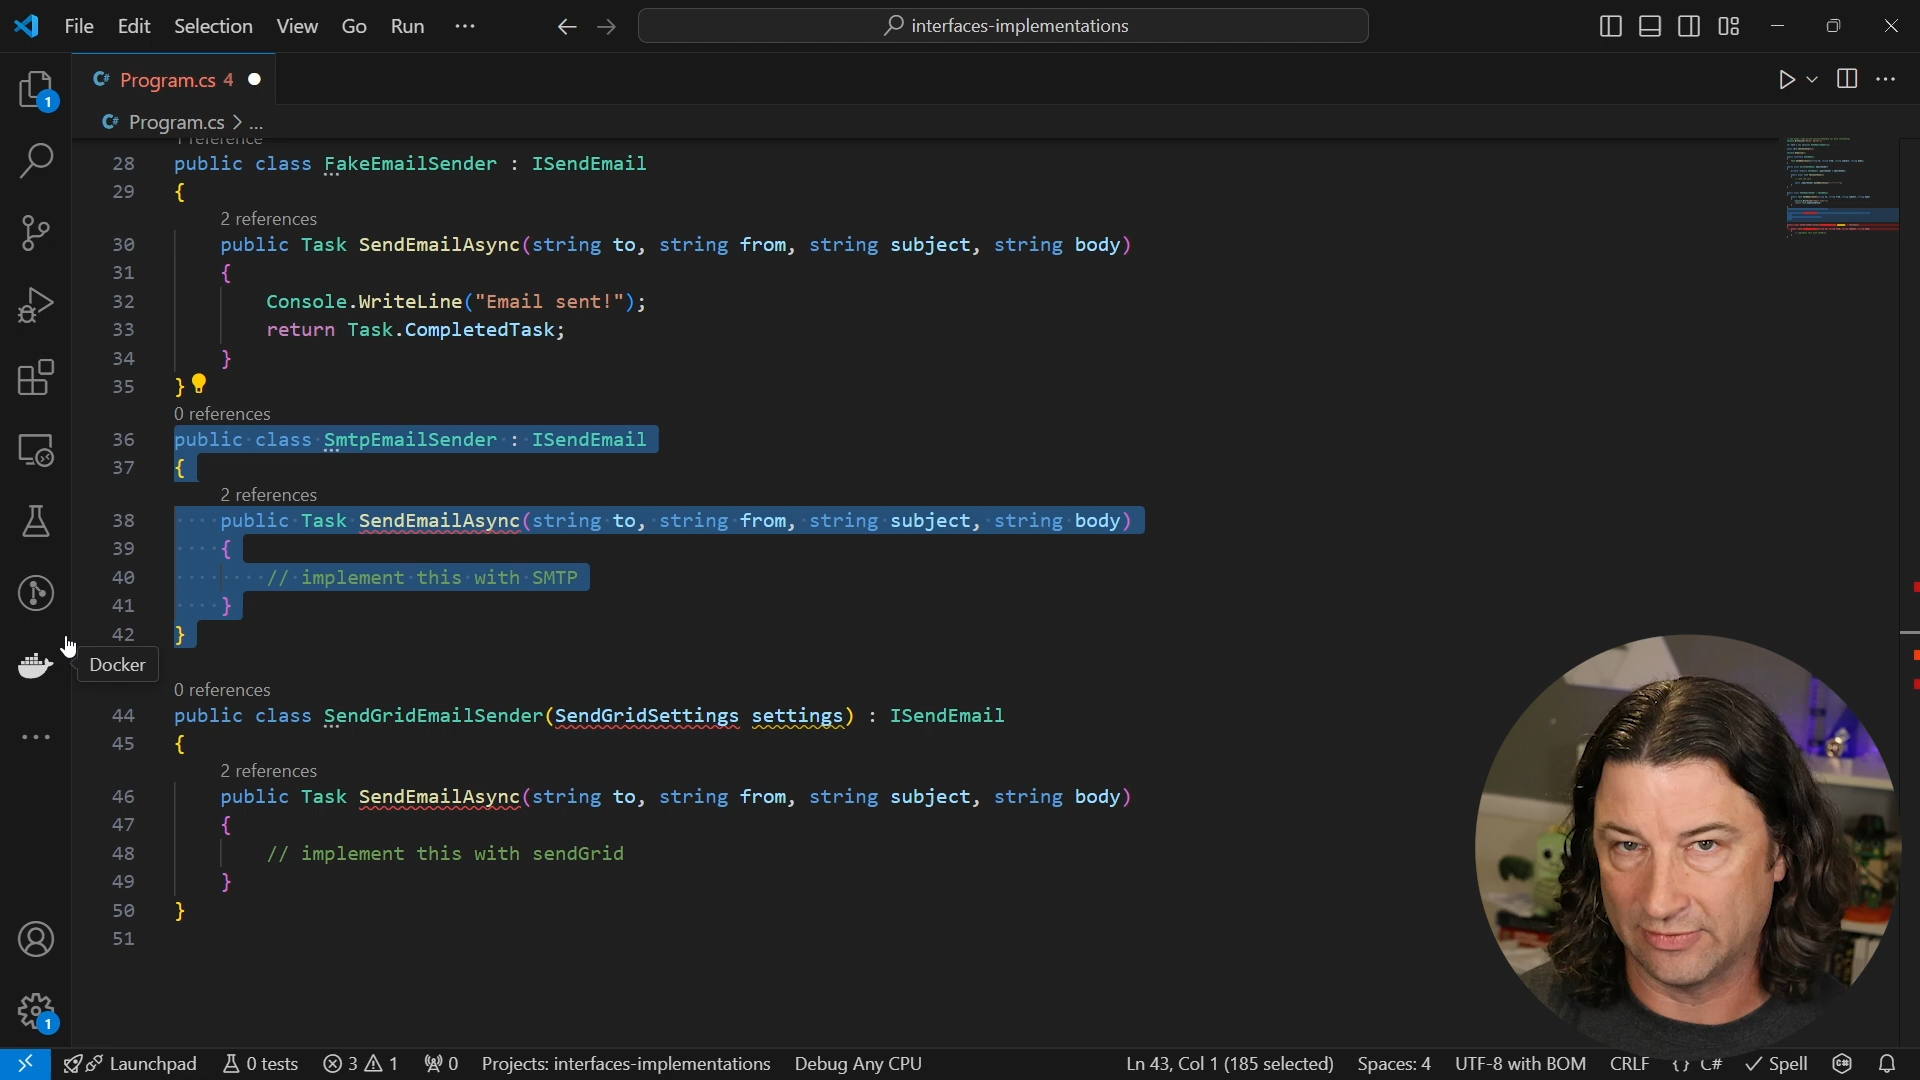 File Edit Selection View Go Run ··· interfaces-implementations
Program.cs 4
Program.cs > ...
1 reference
28 public class FakeEmailSender : ISendEmail
29 {
2 references
30 public Task SendEmailAsync(string to, string from, string subject, string body)
31 {
32 Console.WriteLine("Email sent!");
33 return Task.CompletedTask;
34 }
35 }
0 references
36 public class SmtpEmailSender : ISendEmail
37 {
2 references
38 public Task SendEmailAsync(string to, string from, string subject, string body)
39 {
40 // implement this with SMTP
41 }
42 }
Docker
0 references
44 public class SendGridEmailSender(SendGridSettings settings) : ISendEmail
45 {
2 references
46 public Task SendEmailAsync(string to, string from, string subject, string body)
47 {
48 // implement this with sendGrid
49 }
50 }
51
1
1
Launchpad 0 tests 3 1 0 Projects: interfaces-implementations Debug Any CPU Ln 43, Col 1 (185 selected) Spaces: 4 UTF-8 with BOM CRLF {} C# Spell